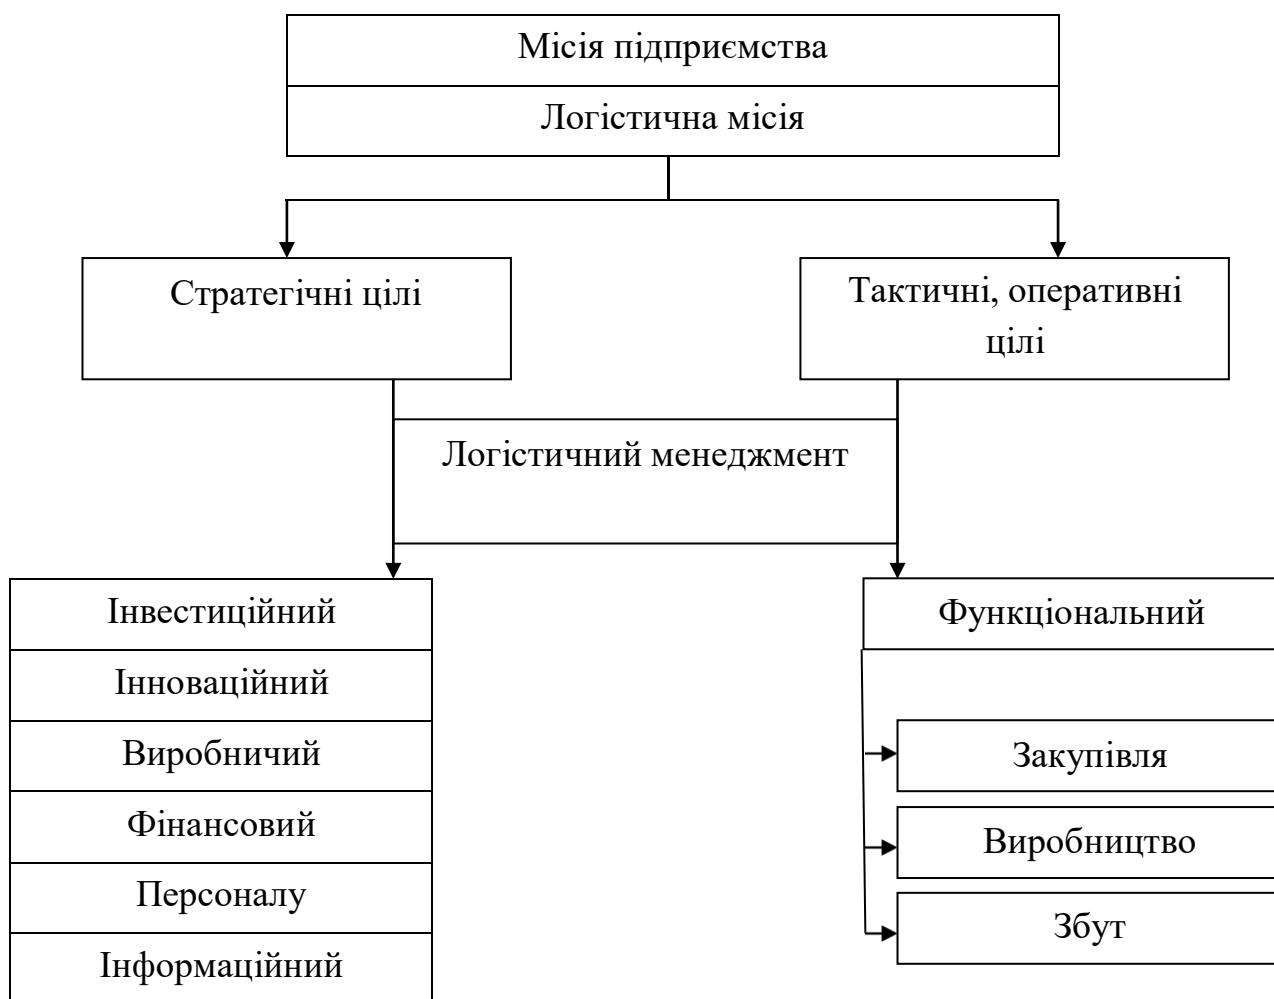 Місія підприємства
Логістична місія
Стратегічні цілі
Тактичні, оперативні
цілі
Логістичний менеджмент
Інвестиційний
Інноваційний
Виробничий
Фінансовий
Персоналу
Інформаційний
Функціональний
Закупівля
Виробництво
Збут